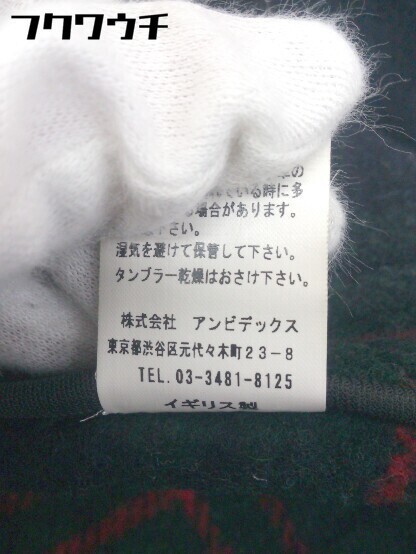 フクワウチ
の
ている時に多
場合があります。
下さい。
湿気を避けて保管して下さい。
タンブラー乾燥はおさけ下さい。
株式会社 アンビデックス
東京都渋谷区元代々木町23-8
TEL.03-3481-8125
イギリス製